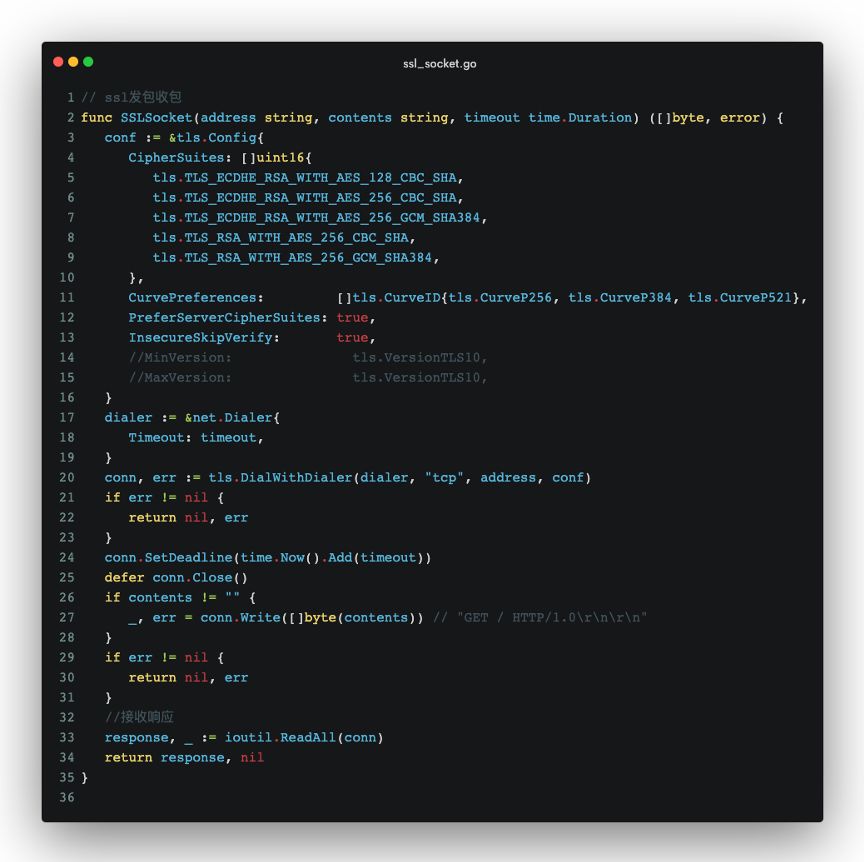 ssl_socket.go
1 // ssl发包收包
2 func SSLSocket(address string, contents string, timeout time.Duration) ([]byte, error) {
3    conf := &tls.Config{
4       CipherSuites: []uint16{
5          tls.TLS_ECDHE_RSA_WITH_AES_128_CBC_SHA,
6          tls.TLS_ECDHE_RSA_WITH_AES_256_CBC_SHA,
7          tls.TLS_ECDHE_RSA_WITH_AES_256_GCM_SHA384,
8          tls.TLS_RSA_WITH_AES_256_CBC_SHA,
9          tls.TLS_RSA_WITH_AES_256_GCM_SHA384,
10       },
11       CurvePreferences:         []tls.CurveID{tls.CurveP256, tls.CurveP384, tls.CurveP521},
12       PreferServerCipherSuites: true,
13       InsecureSkipVerify:       true,
14       //MinVersion:               tls.VersionTLS10,
15       //MaxVersion:               tls.VersionTLS10,
16    }
17    dialer := &net.Dialer{
18       Timeout: timeout,
19    }
20    conn, err := tls.DialWithDialer(dialer, "tcp", address, conf)
21    if err != nil {
22       return nil, err
23    }
24    conn.SetDeadline(time.Now().Add(timeout))
25    defer conn.Close()
26    if contents != "" {
27       _, err = conn.Write([]byte(contents)) // "GET / HTTP/1.0\r\n\r\n"
28    }
29    if err != nil {
30       return nil, err
31    }
32    //接收响应
33    response, _ := ioutil.ReadAll(conn)
34    return response, nil
35 }
36